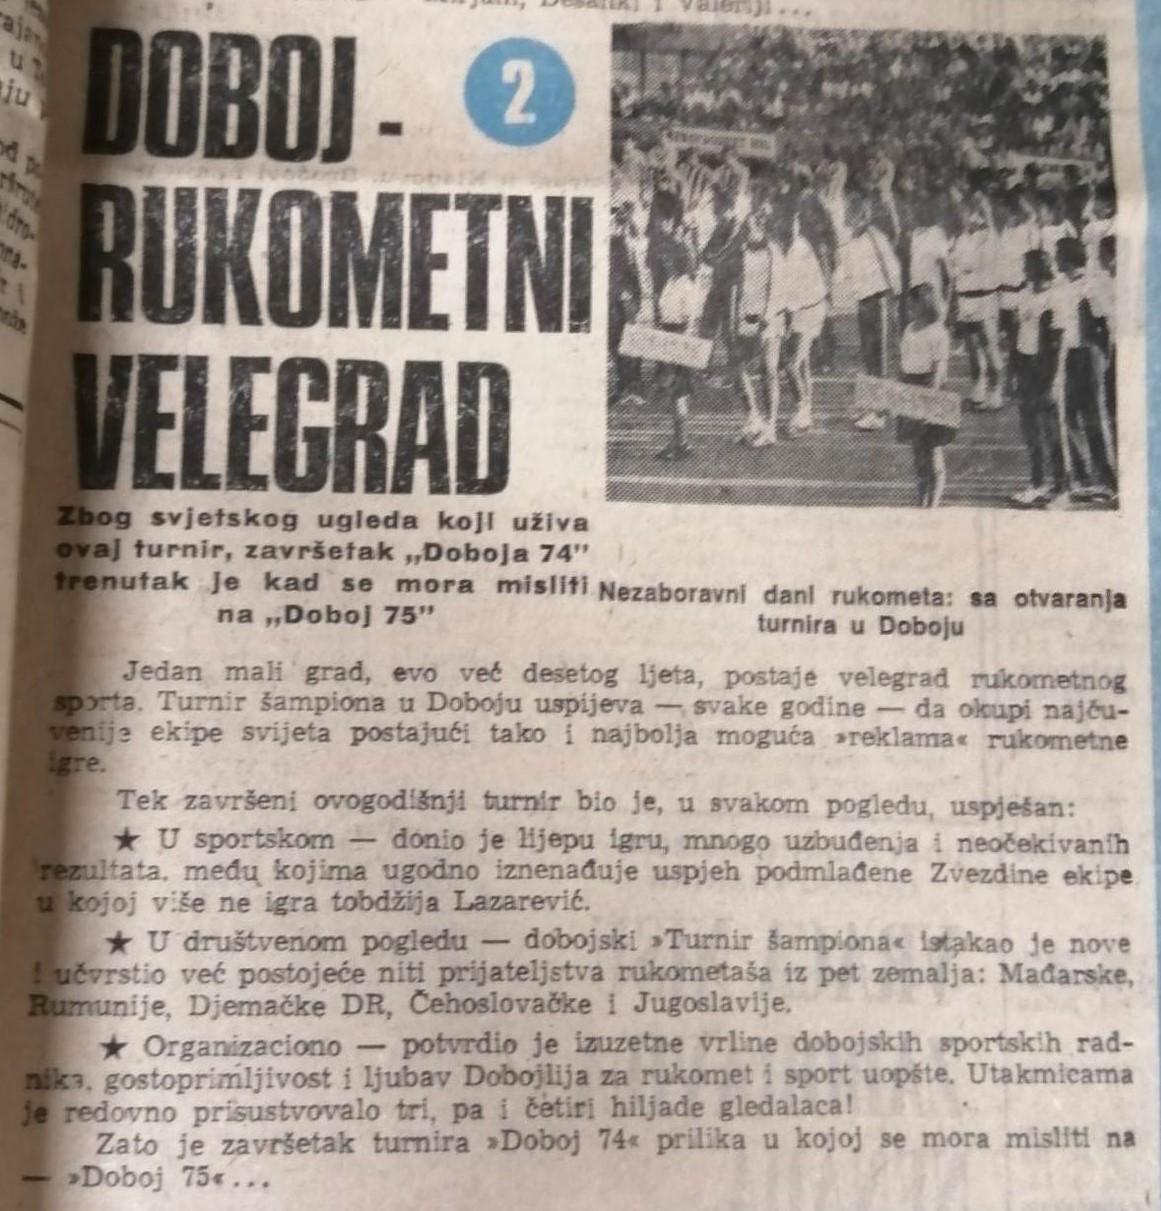 DOBOJ -
2
RUKOMETNI
VELEGRAD
Zbog svjetskog ugleda koji uživa
ovaj turnir, završetak „Doboja 74”
trenutak je kad se mora misliti
na „Doboj 75”
Nezaboravni dani rukometa: sa otvaranja
turnira u Doboju
Jedan mali grad, evo već desetog ljeta, postaje velegrad rukometnog
sporta. Turnir šampiona u Doboju uspijeva — svake godine — da okupi najču-
venije ekipe svijeta postajući tako i najbolja moguća »reklama« rukometne
igre.
Tek završeni ovogodišnji turnir bio je, u svakom pogledu, uspješan:
★ U sportskom — donio je lijepu igru, mnogo uzbuđenja i neočekivanih
rezultata, među kojima ugodno iznenađuje uspjeh podmlađene Zvezdine ekipe
u kojoj više ne igra tobdžija Lazarević.
★ U društvenom pogledu — dobojski »Turnir šampiona« istakao je nove
i učvrstio već postojeće niti prijateljstva rukometaša iz pet zemalja: Mađarske,
Rumunije, Djemačke DR, Čehoslovačke i Jugoslavije.
★ Organizaciono — potvrdio je izuzetne vrline dobojskih sportskih rad-
nika, gostoprimljivost i ljubav Dobojlija za rukomet i sport uopšte. Utakmicama
je redovno prisustvovalo tri, pa i četiri hiljade gledalaca!
Zato je završetak turnira »Doboj 74« prilika u kojoj se mora misliti na
— »Doboj 75« ...